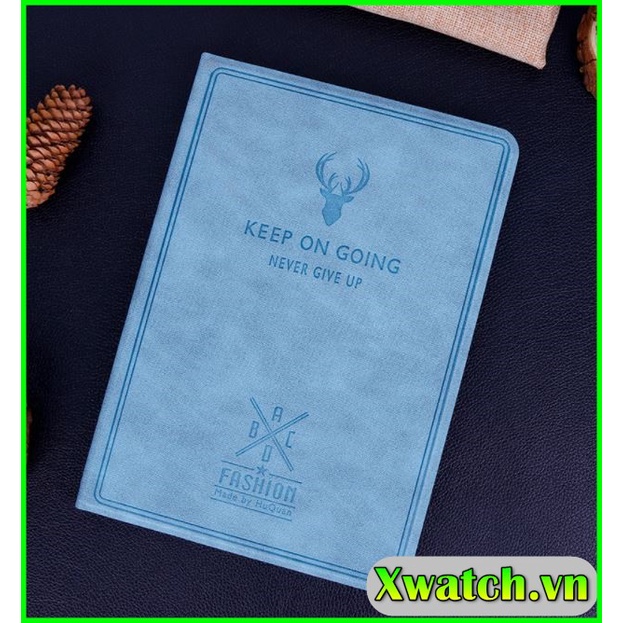 KEEP ON GOING
NEVER GIVE UP
A
B C
D
FASHION
Made by HuQuan
Xwatch.vn